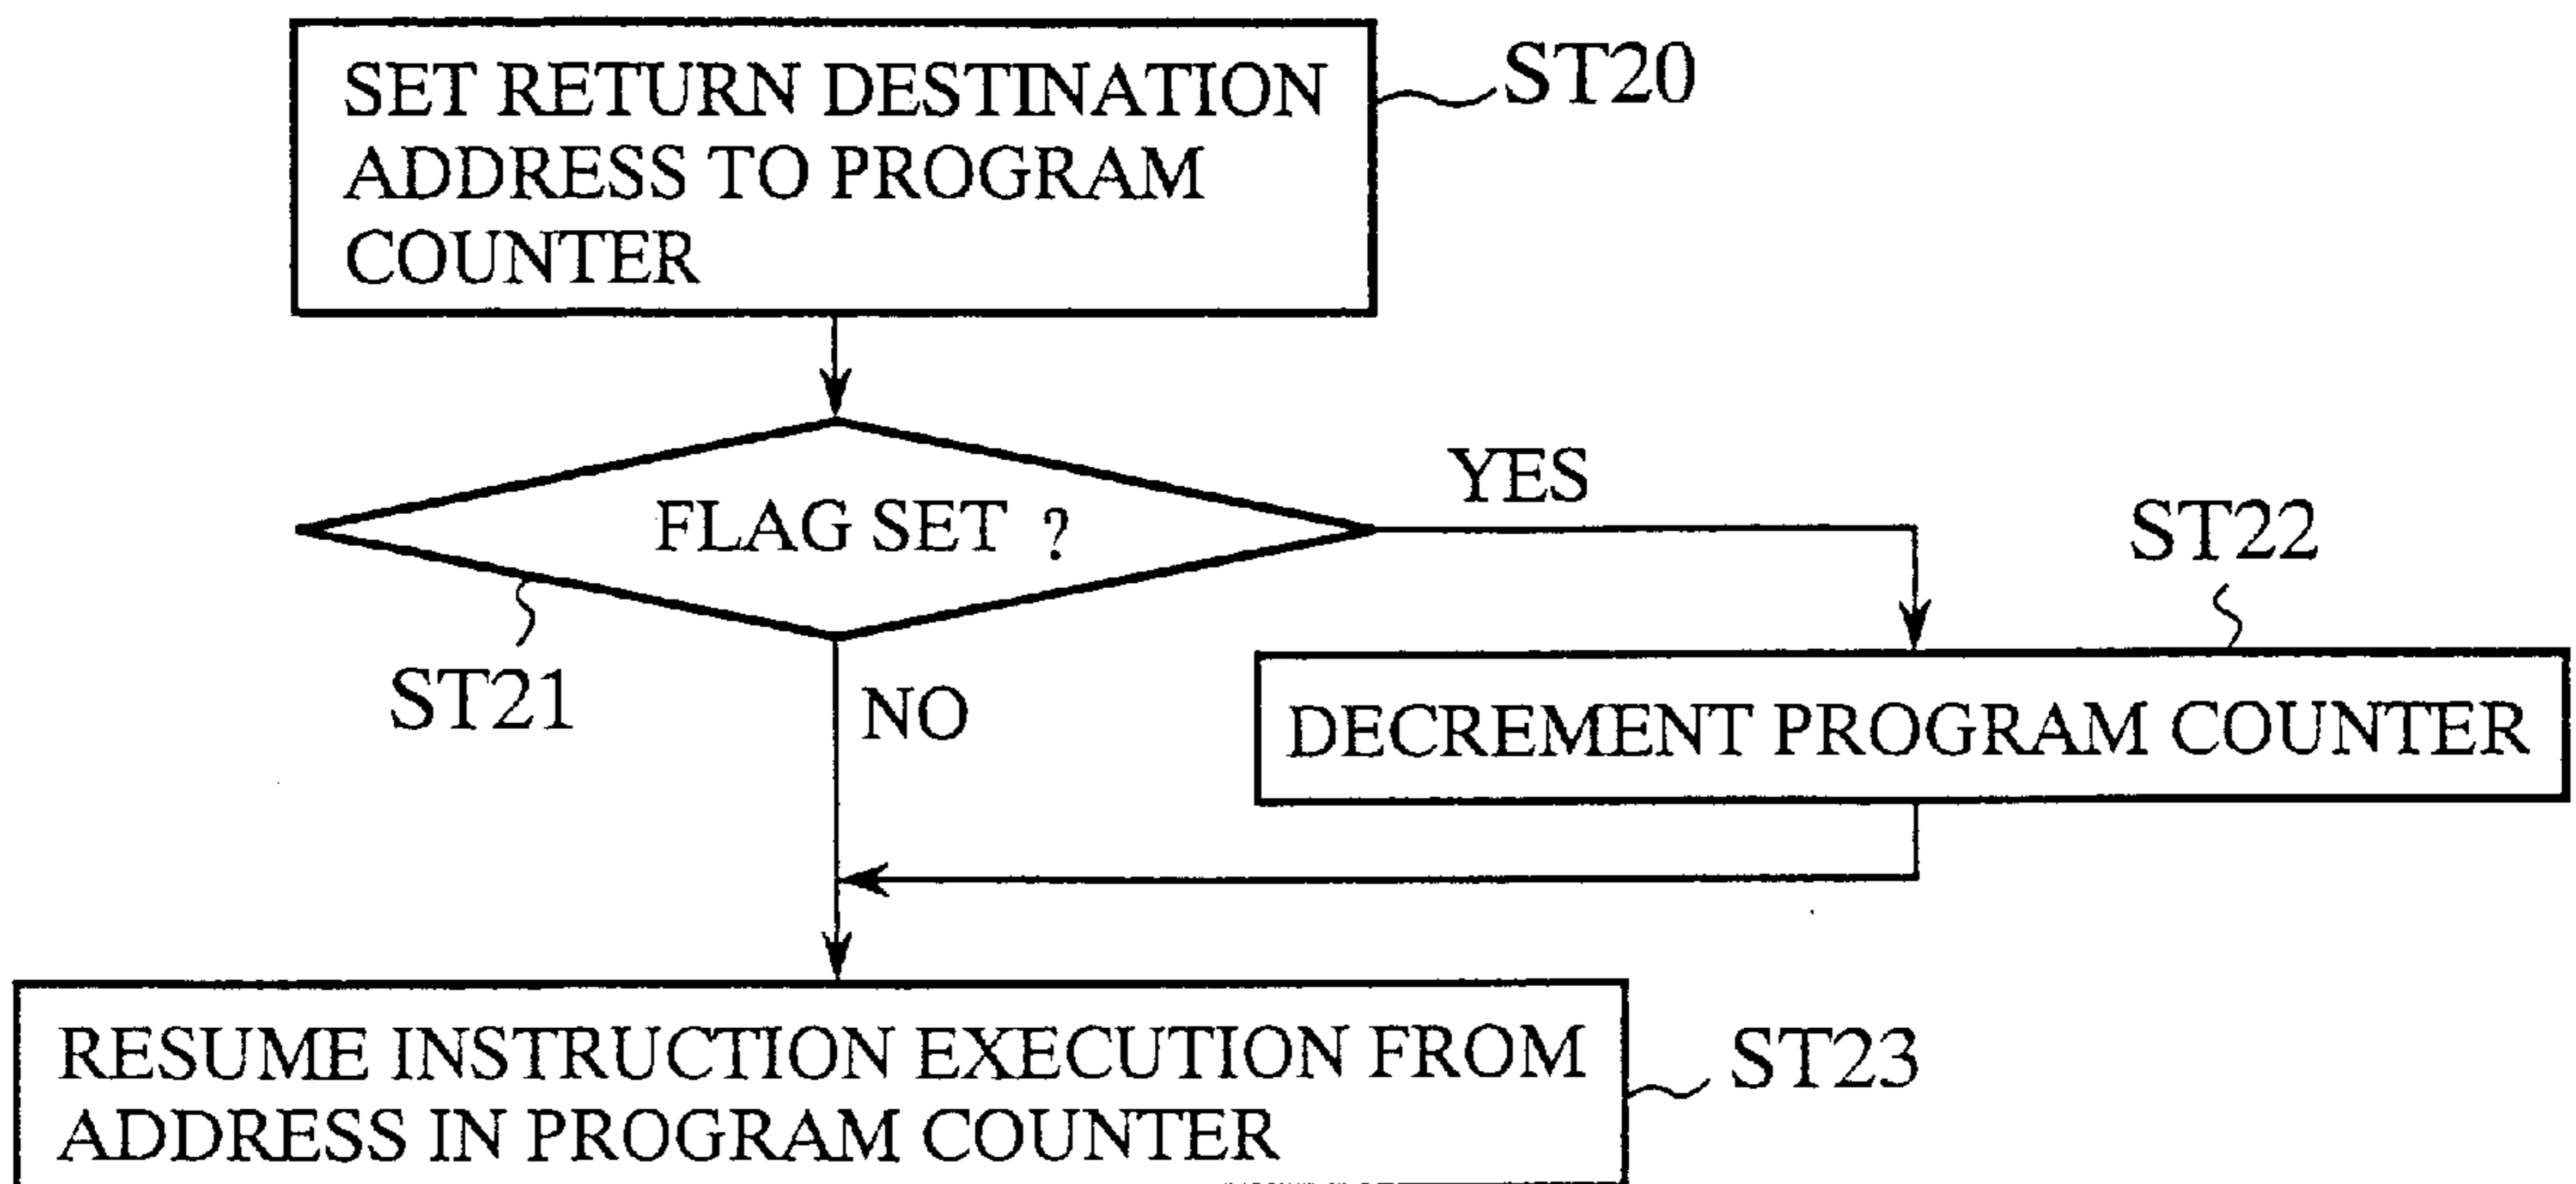 SET RETURN DESTINATION
ADDRESS TO PROGRAM
COUNTER
ST20
FLAG SET ?
YES
ST21
NO
ST22
DECREMENT PROGRAM COUNTER
RESUME INSTRUCTION EXECUTION FROM
ADDRESS IN PROGRAM COUNTER
ST23